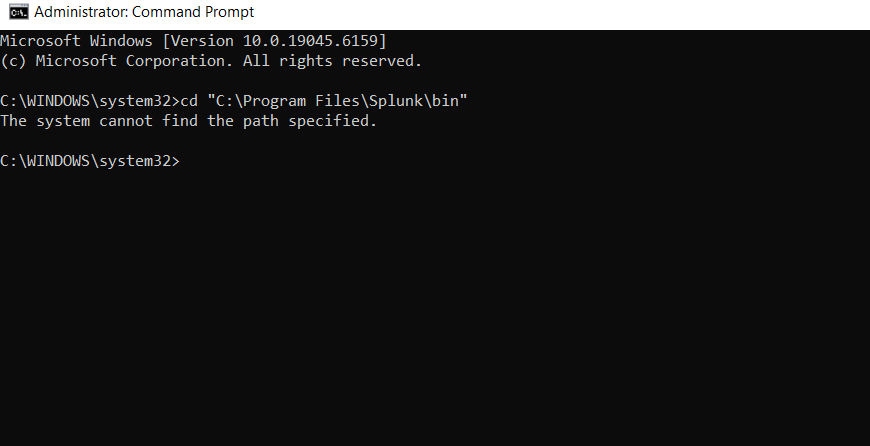 Administrator: Command Prompt
Microsoft Windows [Version 10.0.19045.6159]
(c) Microsoft Corporation. All rights reserved.
C:\WINDOWS\system32>cd "C:\Program Files\Splunk\bin"
The system cannot find the path specified.
C:\WINDOWS\system32>